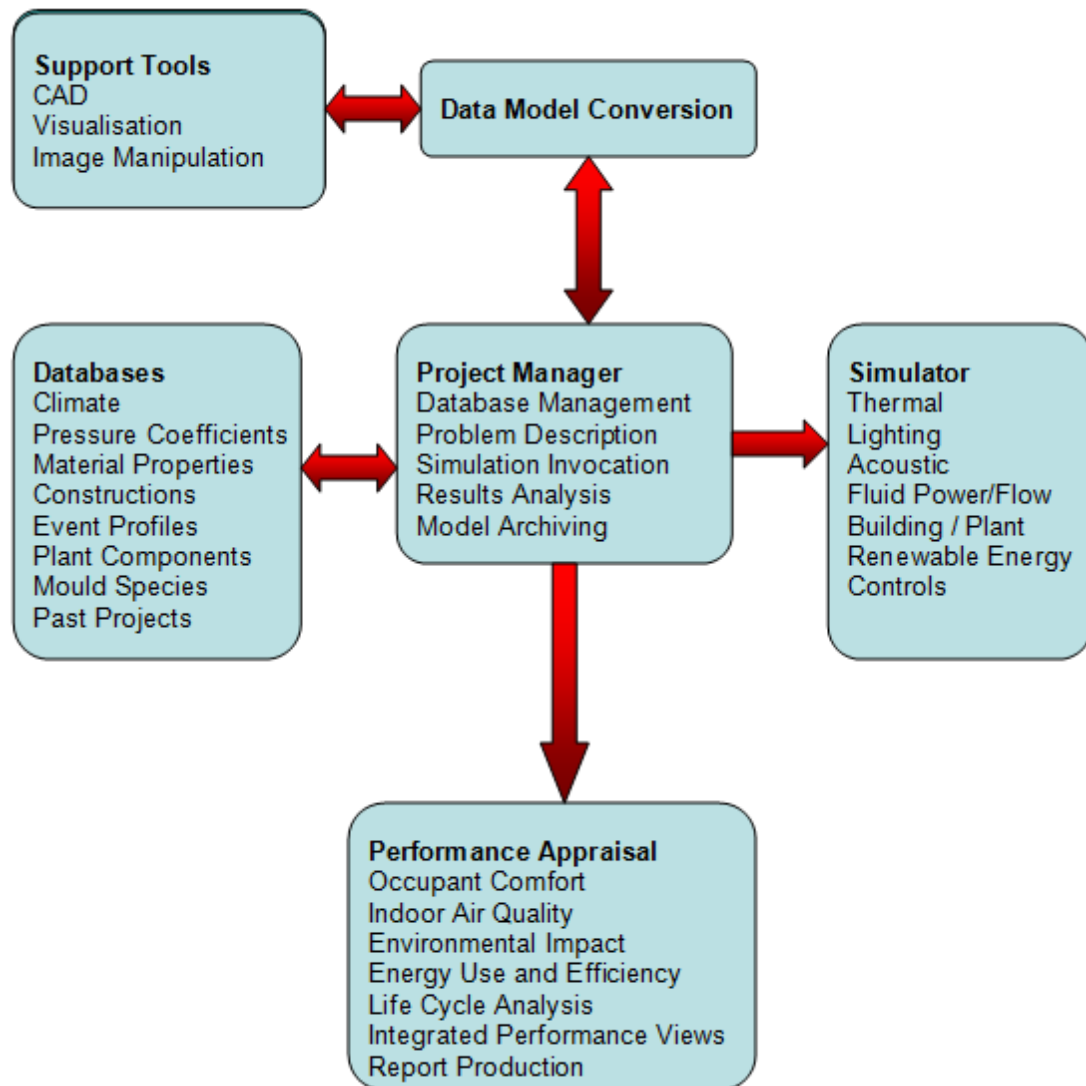 Support Tools
CAD
Visualisation
Image Manipulation
Data Model Conversion
Databases
Climate
Pressure Coefficients
Material Properties
Constructions
Event Profiles
Plant Components
Mould Species
Past Projects
Project Manager
Database Management
Problem Description
Simulation Invocation
Results Analysis
Model Archiving
Simulator
Thermal
Lighting
Acoustic
Fluid Power/Flow
Building / Plant
Renewable Energy
Controls
Performance Appraisal
Occupant Comfort
Indoor Air Quality
Environmental Impact
Energy Use and Efficiency
Life Cycle Analysis
Integrated Performance Views
Report Production